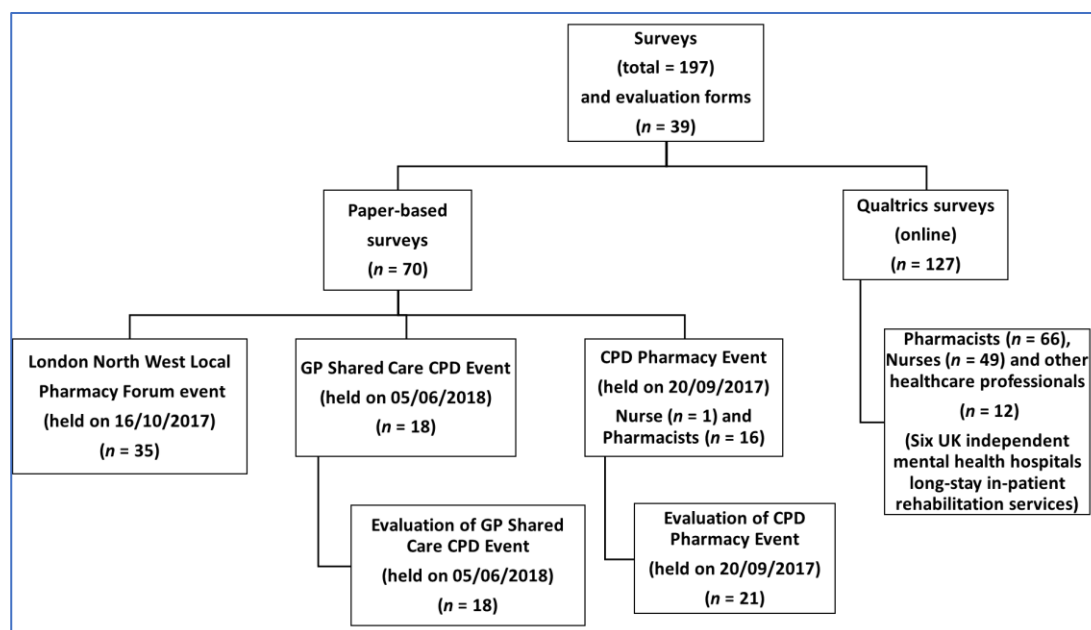 Surveys
(total = 197)
and evaluation forms
(n = 39)
Paper-based
surveys
(n = 70)
Qualtrics surveys
(online)
(n = 127)
London North West Local
Pharmacy Forum event
(held on 16/10/2017)
n = 35)
GP Shared Care CPD Event
(held on 05/06/2018)
(n = 18)
CPD Pharmacy Event
(held on 20/09/2017)
Nurse (n = 1) and
Pharmacists (n = 16)
Pharmacists (n = 66),
Nurses (n = 49) and other
healthcare professionals
(n = 12)
(Six UK independent
mental health hospitals
long-stay in-patient
rehabilitation services)
Evaluation of GP Shared
Care CPD Event
(held on 05/06/2018)
(n = 18)
Evaluation of CPD
Pharmacy Event
(held on 20/09/2017)
n = 21)